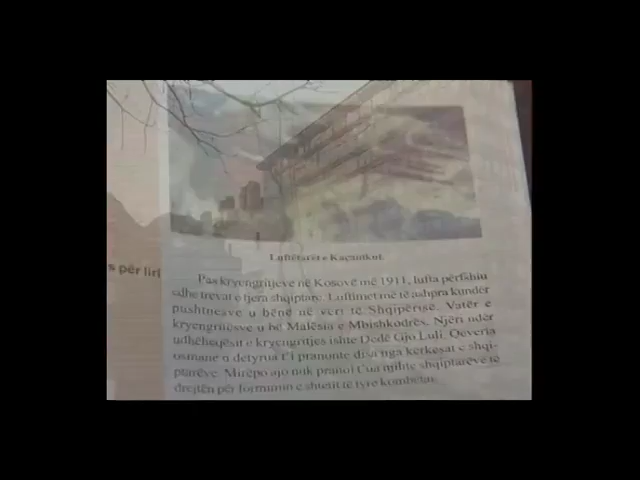 Luftëtarët e Kaçanikut.
s për liri
Pas kryengritjeve në Kosovë më 1911, lufta përfshiu
edhe trevat e tjera shqiptare. Luftimet më të ashpra kundër
pushtuesve u bënë në veri të Shqipërisë. Vatër e
kryengritjesve u bë Malësia e Mbishkodrës. Njëri ndër
udhëheqësit e kryengritjes ishte Dedë Gjo Luli. Qeveria
osmane u detyrua t'i pranonte disa nga kërkesat e shqi-
ptarëve. Mirëpo ajo nuk pranoi t'ua njihte shqiptarëve të
drejtën për formimin e shtetit të tyre kombëtar.